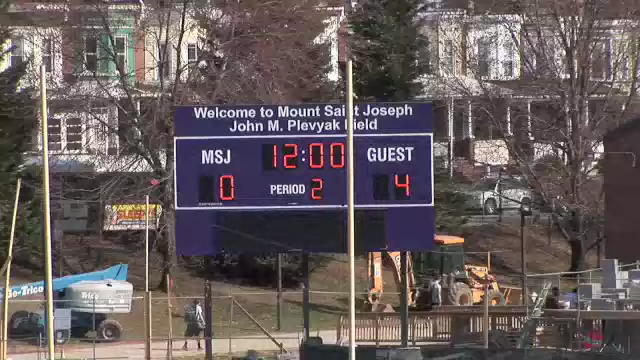 Welcome to Mount Saint Joseph
John M. Plevyak Field
MSJ 12:00 GUEST
0 PERIOD 2 4